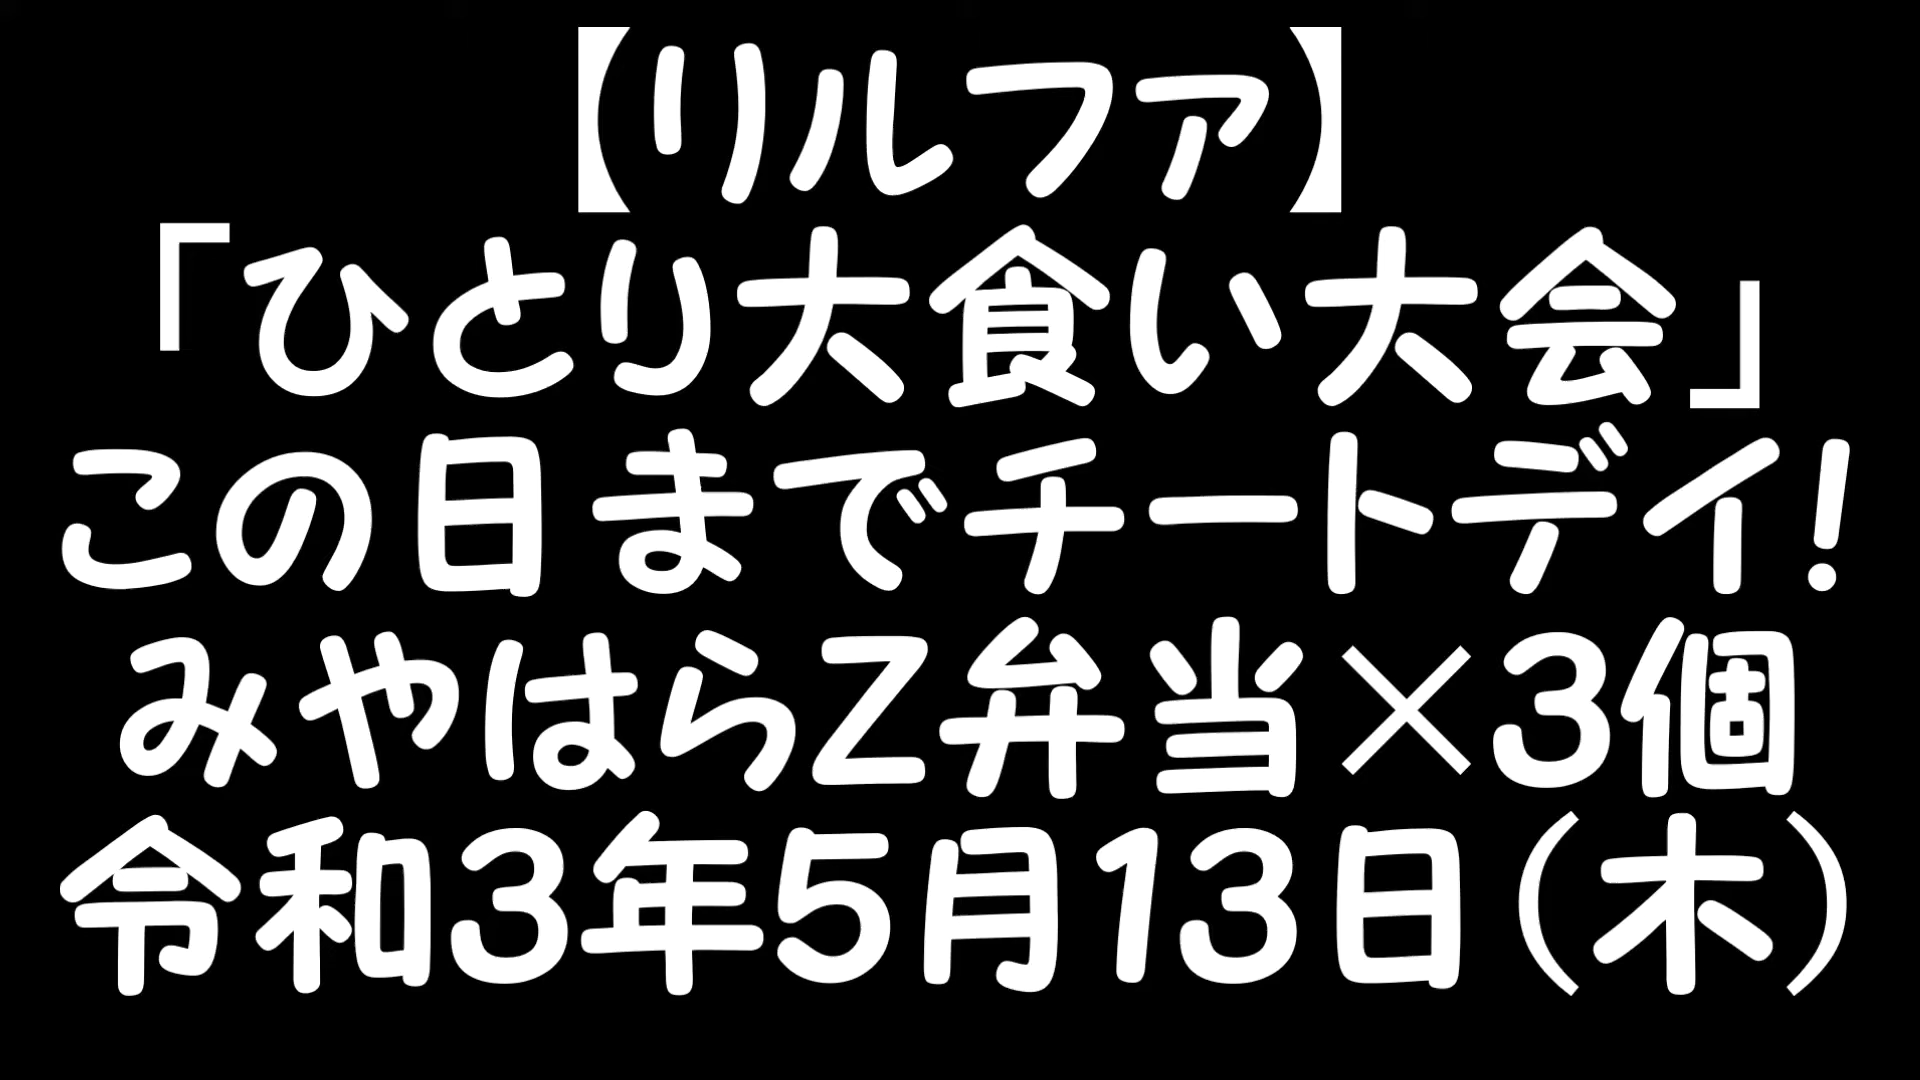 【リルファ】
「ひとり大食い大会」
この日までチートデイ!
みやはらZ弁当×3個
令和3年5月13日(木)